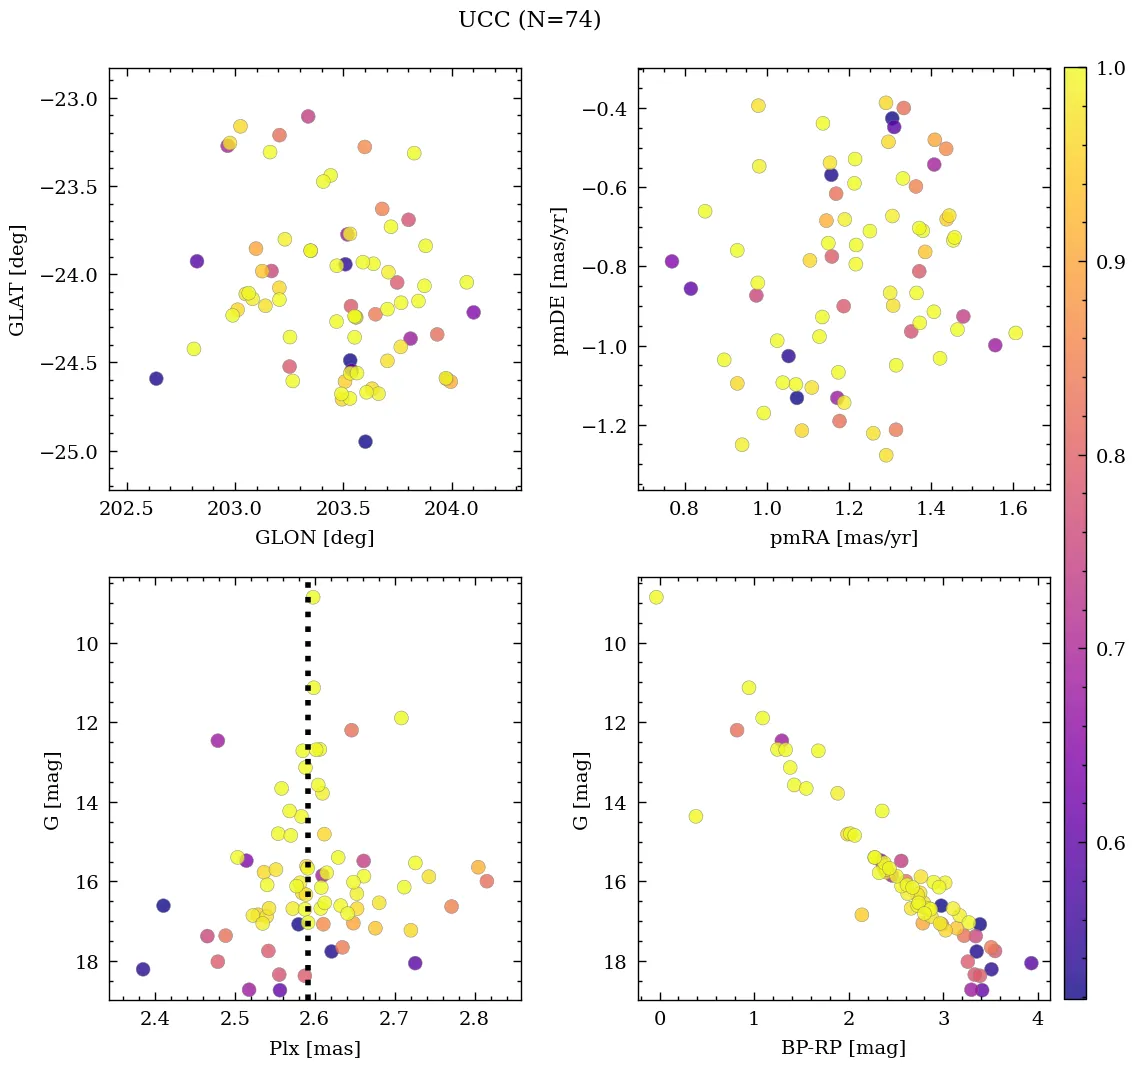 UCC (N=74)
−23.0
−23.5
−24.0
−24.5
−25.0
GLAT [deg]
202.5 203.0 203.5 204.0
GLON [deg]
−0.4
−0.6
−0.8
−1.0
−1.2
pmDE [mas/yr]
0.8 1.0 1.2 1.4 1.6
pmRA [mas/yr]
10
12
14
16
18
G [mag]
2.4 2.5 2.6 2.7 2.8
Plx [mas]
10
12
14
16
18
G [mag]
0 1 2 3 4
BP-RP [mag]
1.0
0.9
0.8
0.7
0.6